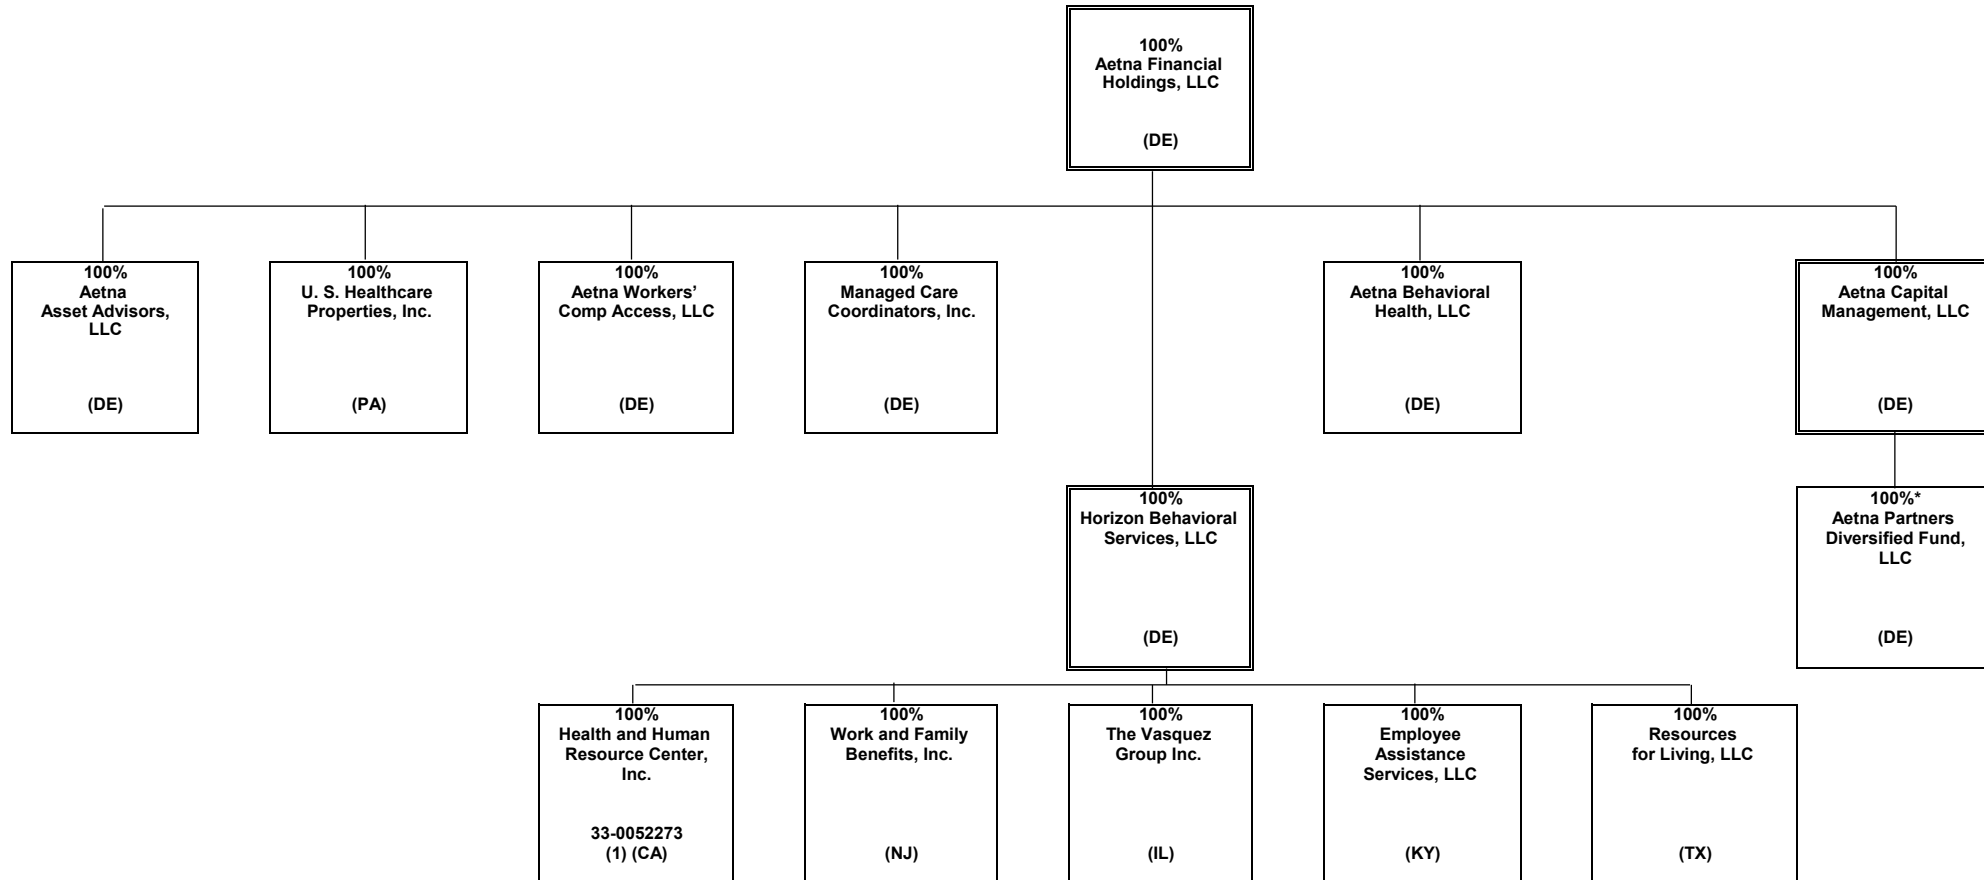 100%
Aetna Financial
Holdings, LLC
(DE)
100%
Aetna
Asset Advisors,
LLC
(DE)
100%
U. S. Healthcare
Properties, Inc.
(PA)
100%
Aetna Workers’
Comp Access, LLC
(DE)
100%
Managed Care
Coordinators, Inc.
(DE)
100%
Aetna Behavioral
Health, LLC
(DE)
100%
Aetna Capital
Management, LLC
(DE)
100%
Horizon Behavioral
Services, LLC
(DE)
100%*
Aetna Partners
Diversified Fund,
LLC
(DE)
100%
Health and Human
Resource Center,
Inc.
33-0052273
(1) (CA)
100%
Work and Family
Benefits, Inc.
(NJ)
100%
The Vasquez
Group Inc.
(IL)
100%
Employee
Assistance
Services, LLC
(KY)
100%
Resources
for Living, LLC
(TX)